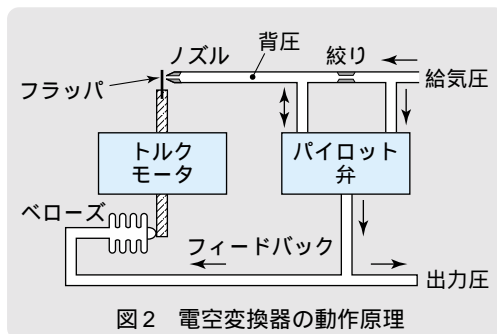 ノズル
背圧
絞り
給気圧
フラッパ
トルク
モータ
パイロット
弁
ベローズ
フィードバック
出力圧
図2 電空変換器の動作原理